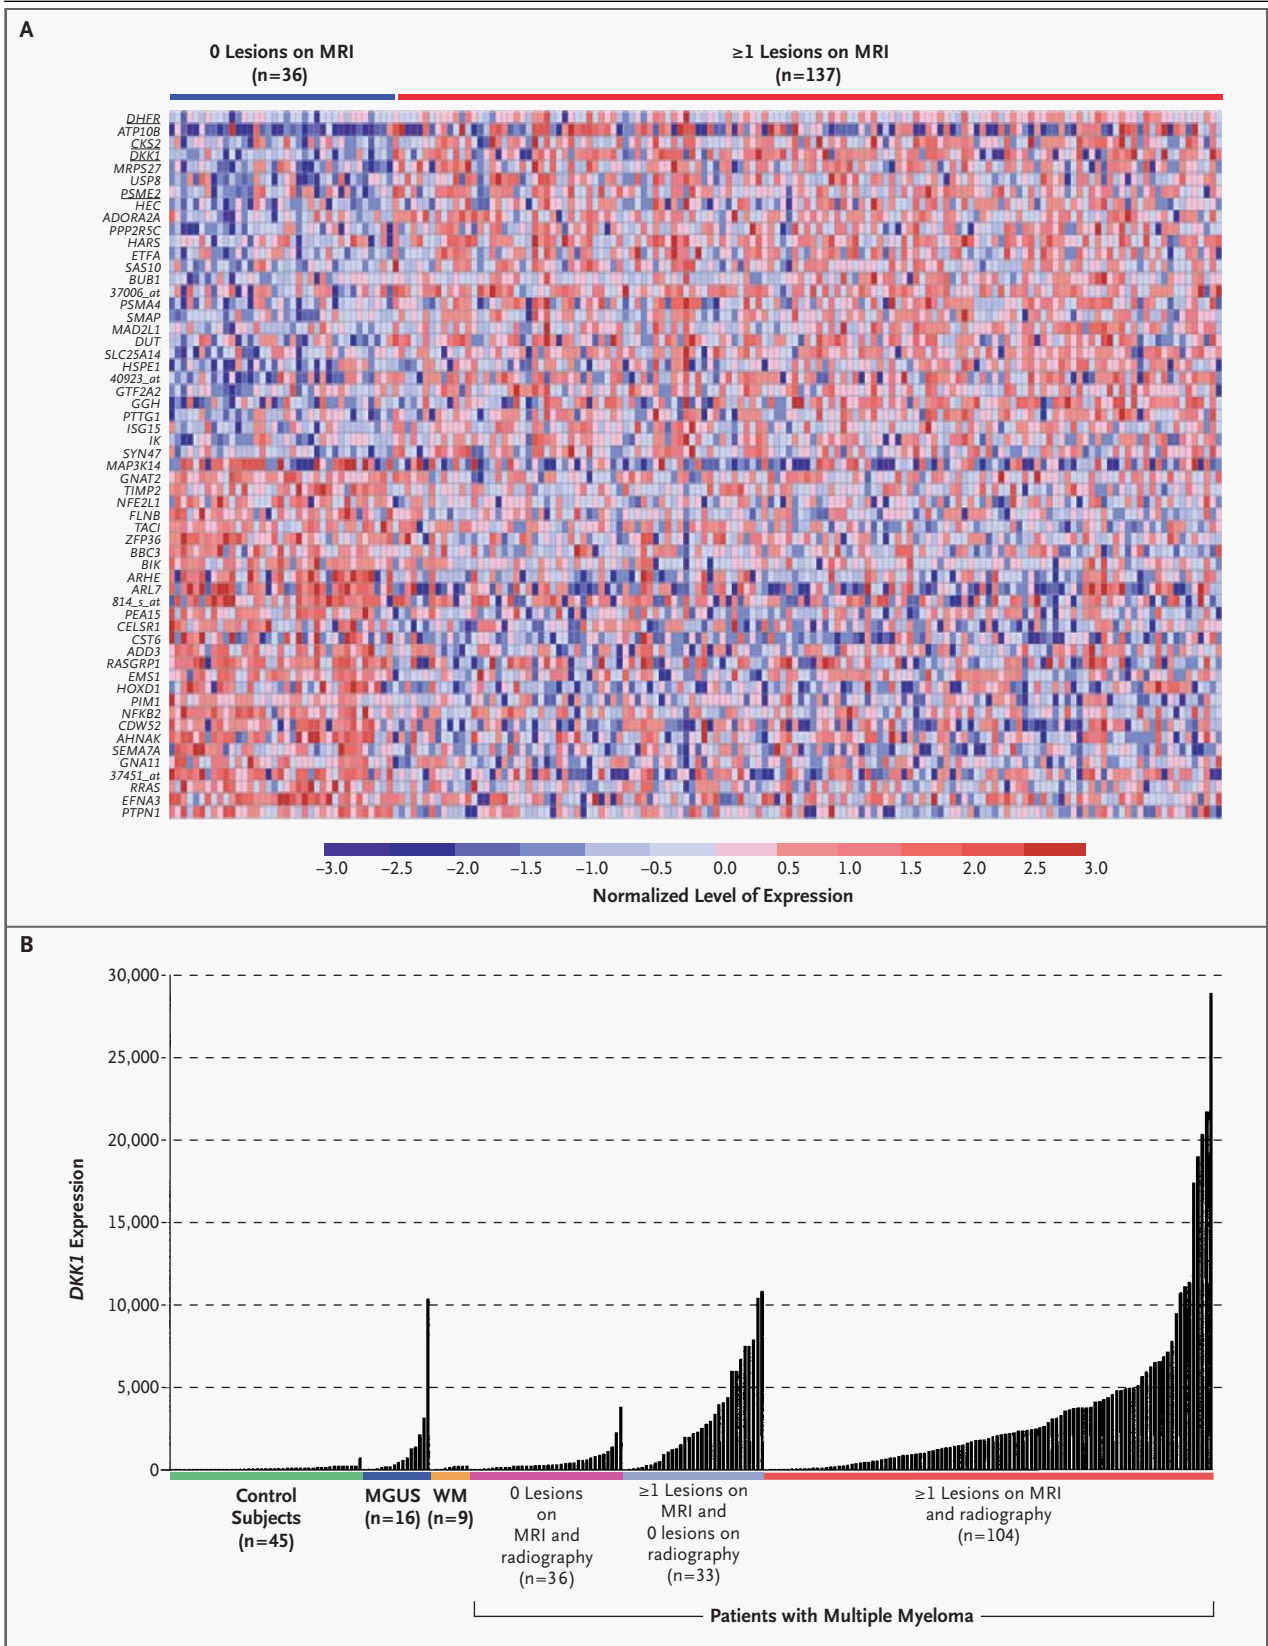 A
0 Lesions on MRI
(n=36)
≥1 Lesions on MRI
(n=137)
DHFR
ATP10B
CKS2
DKK1
MRPS27
USP8
PSME2
HEC
ADORA2A
PPP2R5C
HARS
ETFA
SAS10
BUB1
37006_at
PSMA4
SMAP
MAD2L1
DUT
SLC25A14
HSPE1
40923_at
GTF2A2
GGH
PTTG1
ISG15
IK
SYN47
MAP3K14
GNAT2
TIMP2
NFE2L1
FLNB
TACI
ZFP36
BBC3
BIK
ARHE
ARL7
814_s_at
PEA15
CELSR1
CST6
ADD3
RASGRP1
EMS1
HOXD1
PIM1
NFKB2
CDW52
AHNAK
SEMA7A
GNA11
37451_at
RRAS
EFNA3
PTPN1
–3.0 –2.5 –2.0 –1.5 –1.0 –0.5 0.0 0.5 1.0 1.5 2.0 2.5 3.0
Normalized Level of Expression
B
30,000
25,000
20,000
15,000
10,000
5,000
0
DKK1 Expression
Control
Subjects
(n=45)
MGUS
(n=16)
WM
(n=9)
0 Lesions
on
MRI and
radiography
(n=36)
≥1 Lesions on
MRI and
0 lesions on
radiography
(n=33)
≥1 Lesions on MRI
and radiography
(n=104)
Patients with Multiple Myeloma